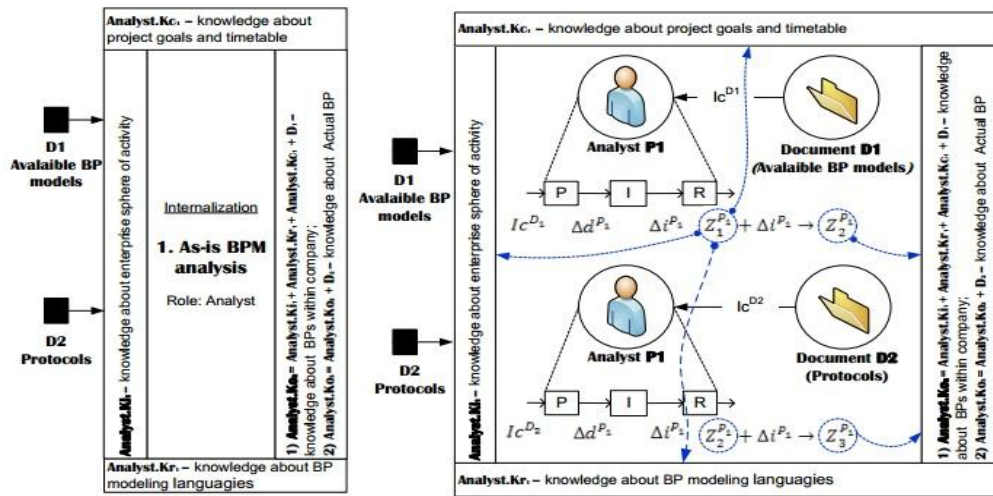 Analyst.Kc₁ – knowledge about
project goals and timetable
D1
Avalaible BP
models
D2
Protocols
Analyst.Ki₁ – knowledge about enterprise sphere of activity
Internalization
1. As-is BPM
analysis
Role: Analyst
1) Analyst.Ko₁= Analyst.Ki₁ + Analyst.Kr₁ + Analyst.Kc₁ + D₁ –
knowledge about BPs within company;
2) Analyst.Ko₂= Analyst.Ko₁ + D₂ – knowledge about Actual BP
Analyst.Kr₁ – knowledge about BP
modeling languagies
Analyst.Kc₁ – knowledge about project goals and timetable
D1
Avalaible BP
models
D2
Protocols
Analyst.Ki₁ – knowledge about enterprise sphere of activity
Analyst P1
Ic^D1
Document D1
(Avalaible BP models)
P I R
Ic^D₁ Δd^P₁ Δi^P₁ Z₁^P₁ + Δi^P₁ → Z₂^P₁
Analyst P1
Ic^D2
Document D2
(Protocols)
P I R
Ic^D₂ Δd^P₁ Δi^P₁ Z₂^P₁ + Δi^P₁ → Z₃^P₁
1) Analyst.Ko₁= Analyst.Ki₁ + Analyst.Kr₁ + Analyst.Kc₁ + D₁ – knowledge
about BPs within company;
2) Analyst.Ko₂= Analyst.Ko₁ + D₂ – knowledge about Actual BP
Analyst.Kr₁ – knowledge about BP modeling languagies